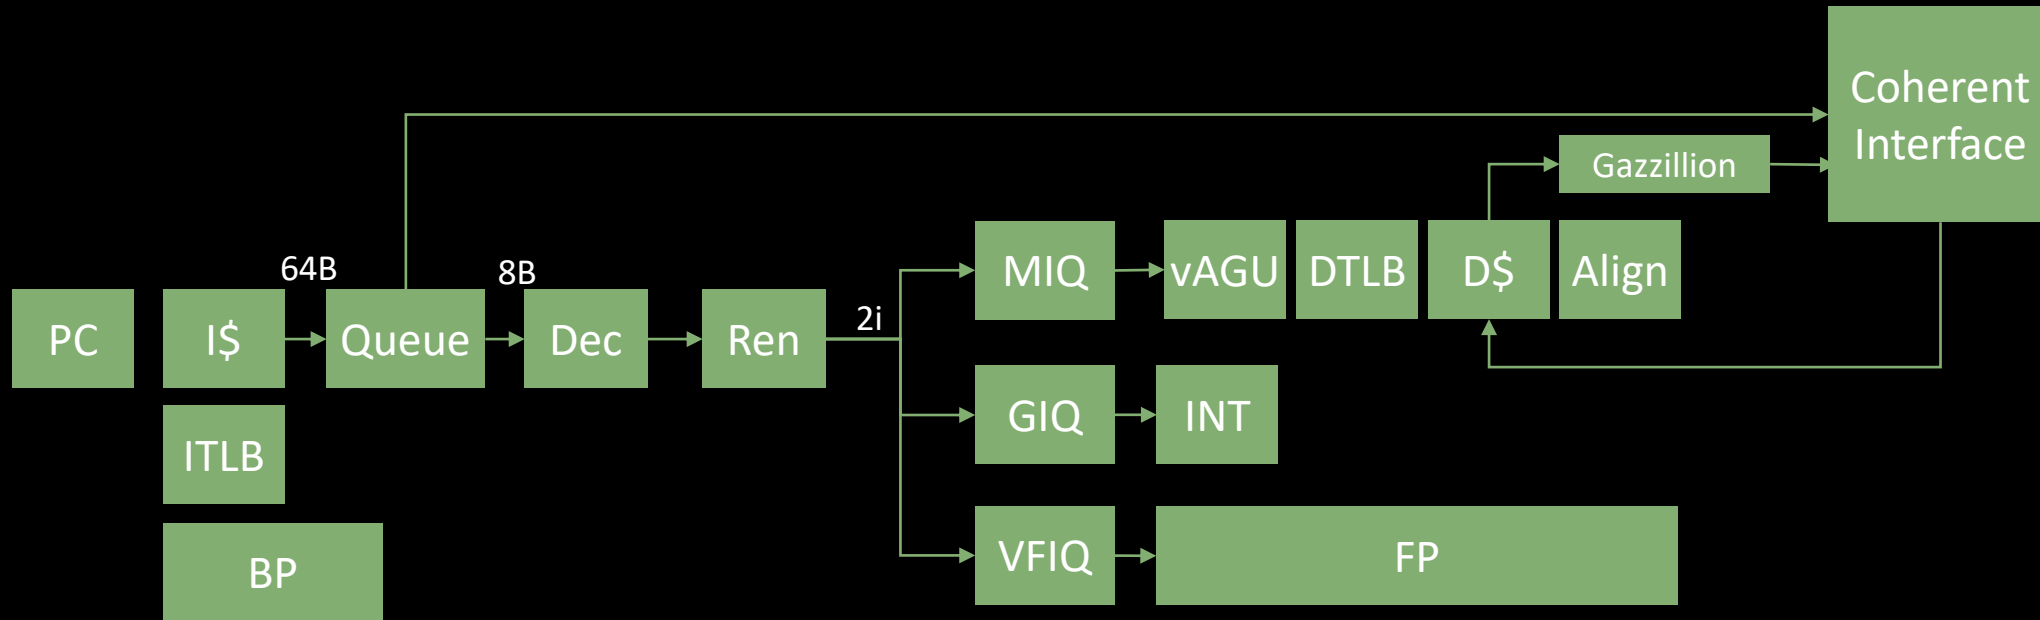 Coherent
Interface
Gazzillion
64B
8B
MIQ
vAGU
DTLB
D$
Align
PC
I$
Queue
Dec
Ren
2i
GIQ
INT
ITLB
VFIQ
FP
BP